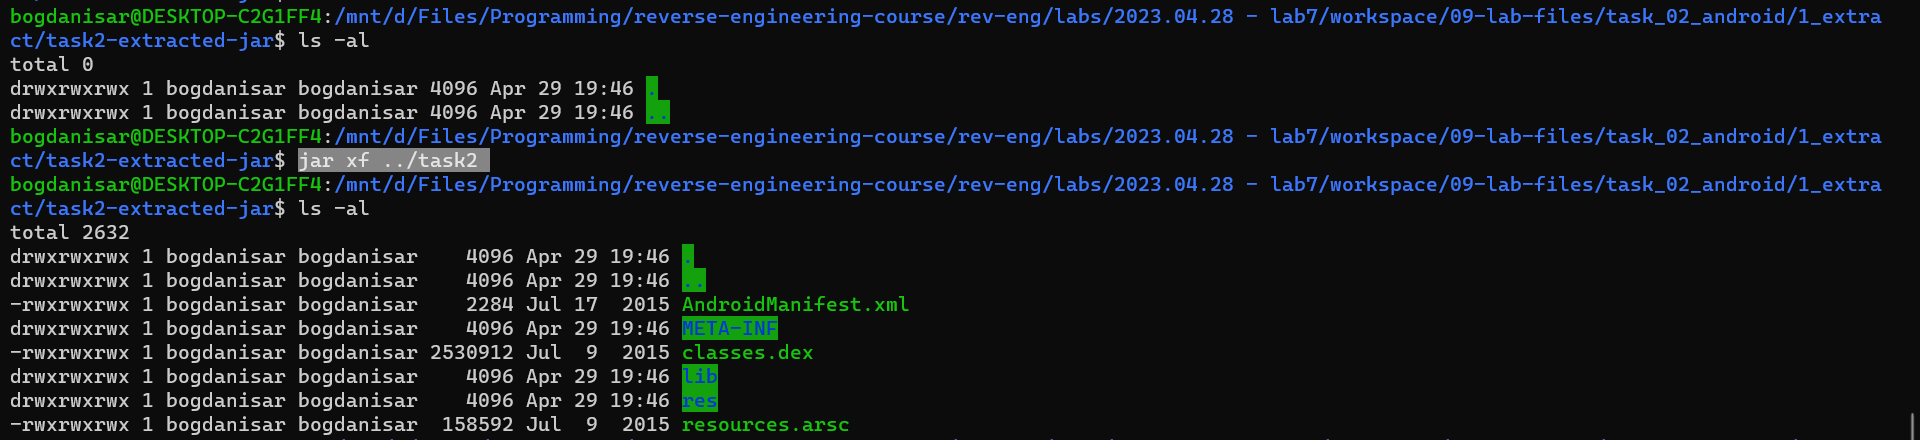 bogdanisar@DESKTOP-C2G1FF4:/mnt/d/Files/Programming/reverse-engineering-course/rev-eng/labs/2023.04.28 - lab7/workspace/09-lab-files/task_02_android/1_extra
ct/task2-extracted-jar$ ls -al
total 0
drwxrwxrwx 1 bogdanisar bogdanisar 4096 Apr 29 19:46 .
drwxrwxrwx 1 bogdanisar bogdanisar 4096 Apr 29 19:46 ..
bogdanisar@DESKTOP-C2G1FF4:/mnt/d/Files/Programming/reverse-engineering-course/rev-eng/labs/2023.04.28 - lab7/workspace/09-lab-files/task_02_android/1_extra
ct/task2-extracted-jar$ jar xf ../task2
bogdanisar@DESKTOP-C2G1FF4:/mnt/d/Files/Programming/reverse-engineering-course/rev-eng/labs/2023.04.28 - lab7/workspace/09-lab-files/task_02_android/1_extra
ct/task2-extracted-jar$ ls -al
total 2632
drwxrwxrwx 1 bogdanisar bogdanisar    4096 Apr 29 19:46 .
drwxrwxrwx 1 bogdanisar bogdanisar    4096 Apr 29 19:46 ..
-rwxrwxrwx 1 bogdanisar bogdanisar    2284 Jul 17  2015 AndroidManifest.xml
drwxrwxrwx 1 bogdanisar bogdanisar    4096 Apr 29 19:46 META-INF
-rwxrwxrwx 1 bogdanisar bogdanisar 2530912 Jul  9  2015 classes.dex
drwxrwxrwx 1 bogdanisar bogdanisar    4096 Apr 29 19:46 lib
drwxrwxrwx 1 bogdanisar bogdanisar    4096 Apr 29 19:46 res
-rwxrwxrwx 1 bogdanisar bogdanisar  158592 Jul  9  2015 resources.arsc